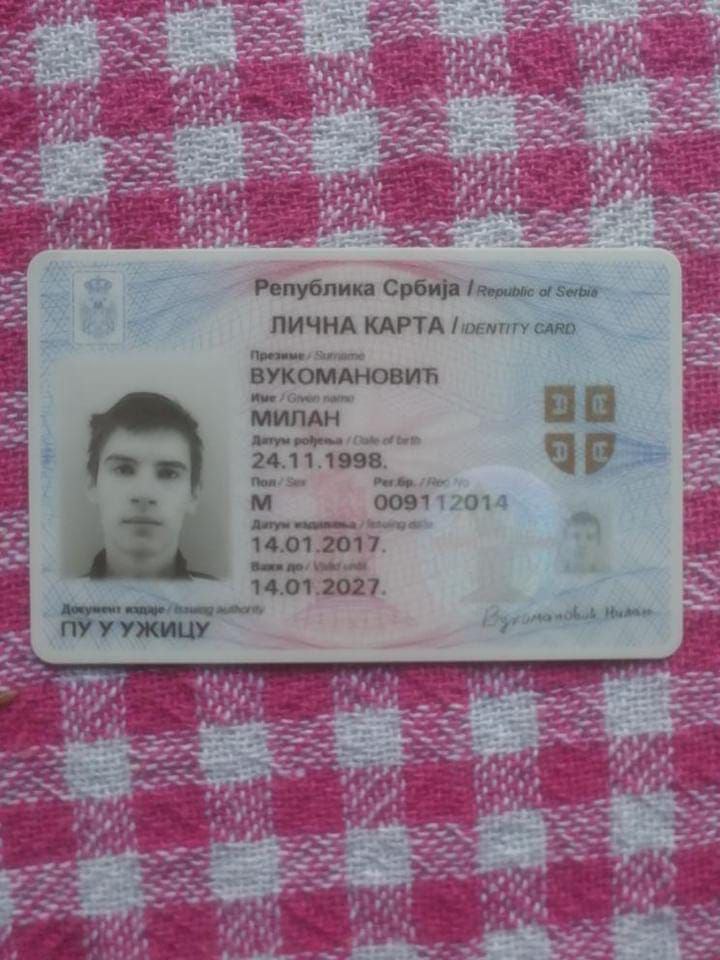 Република Србија / Republic of Serbia
ЛИЧНА КАРТА / IDENTITY CARD
Презиме / Surname
ВУКОМАНОВИЋ
Име / Given name
МИЛАН
Датум рођења / Date of birth
24.11.1998.
Пол / Sex Рег.бр. / Reg No
М 009112014
Датум издавања / Issuing date
14.01.2017.
Важи до / Valid until
14.01.2027.
Документ издаје / Issuing authority
ПУ У УЖИЦУ
Вукомановић Милан